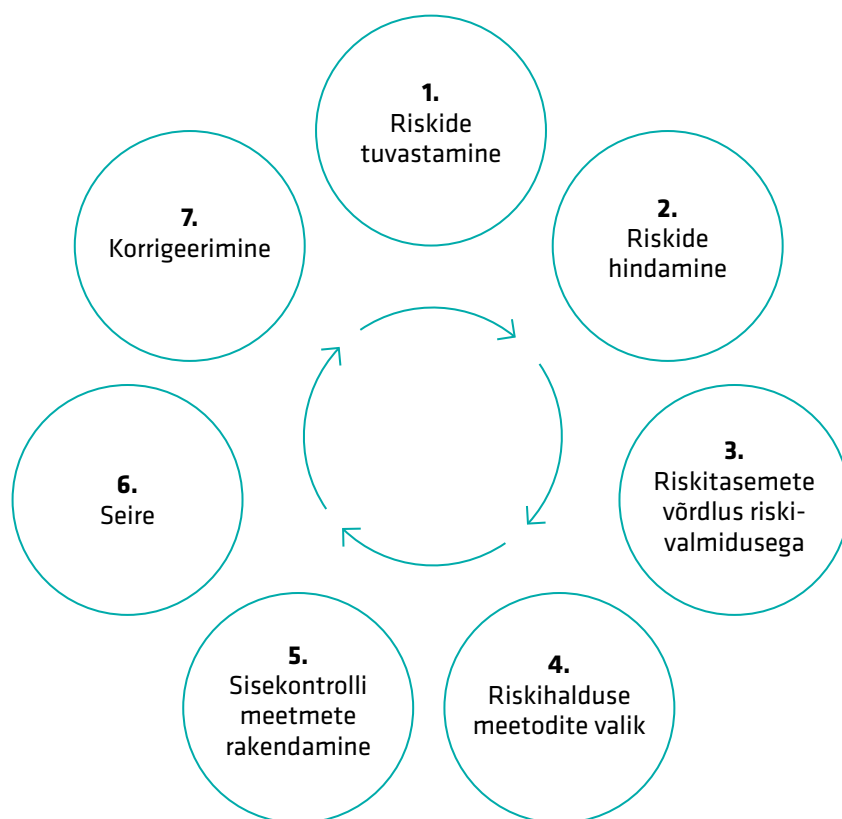 1.
Riskide
tuvastamine
2.
Riskide
hindamine
3.
Riskitasemete
võrdlus riski-
valmidusega
4.
Riskihalduse
meetodite valik
5.
Sisekontrolli
meetmete
rakendamine
6.
Seire
7.
Korrigeerimine